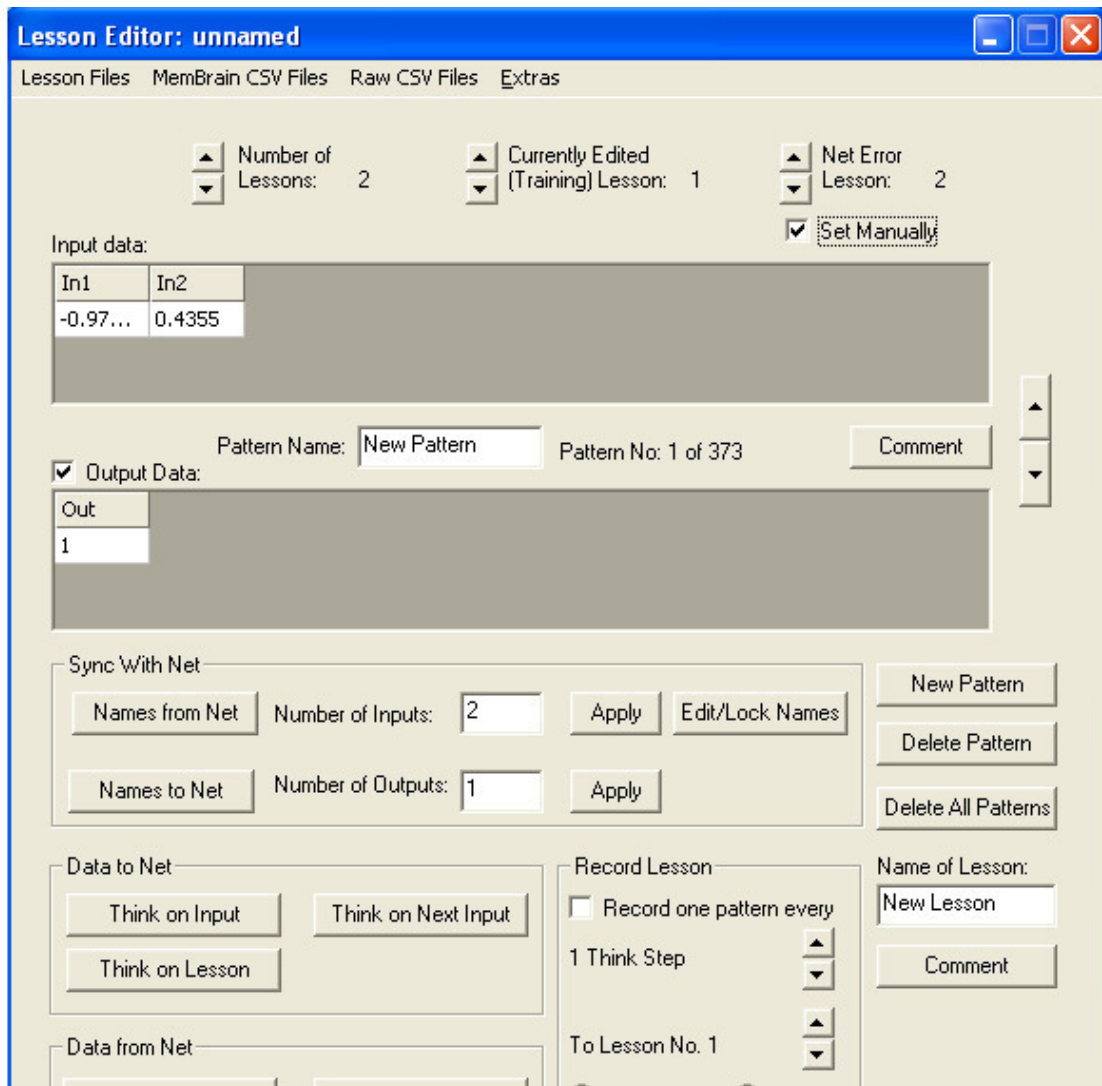 Lesson Editor: unnamed
Lesson Files MemBrain CSV Files Raw CSV Files Extras
Number of Lessons: 2
Currently Edited (Training) Lesson: 1
Net Error Lesson: 2
Set Manually
Input data:
In1 In2
-0.97... 0.4355
Pattern Name: New Pattern Pattern No: 1 of 373 Comment
Output Data:
Out
1
Sync With Net
Names from Net Number of Inputs: 2 Apply Edit/Lock Names
Names to Net Number of Outputs: 1 Apply
New Pattern
Delete Pattern
Delete All Patterns
Data to Net
Think on Input Think on Next Input
Think on Lesson
Record Lesson
Record one pattern every
1 Think Step
To Lesson No. 1
Name of Lesson:
New Lesson
Comment
Data from Net